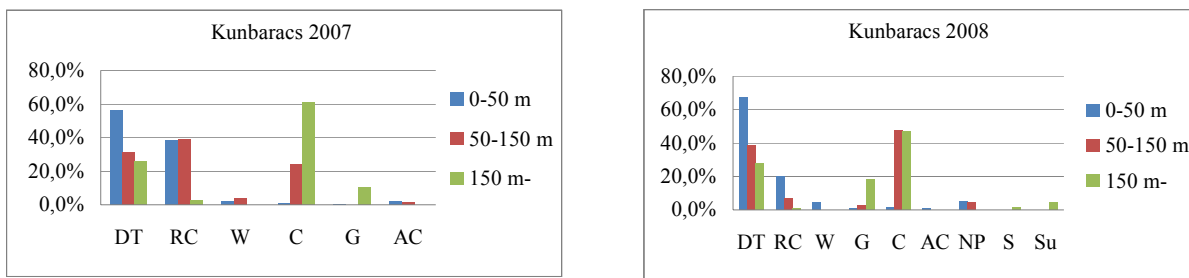 Kunbaracs 2007
80,0%
60,0%
40,0%
20,0%
0,0%
DT RC W C G AC
0-50 m
50-150 m
150 m-
Kunbaracs 2008
80,0%
60,0%
40,0%
20,0%
0,0%
DT RC W G C AC NP S Su
0-50 m
50-150 m
150 m-